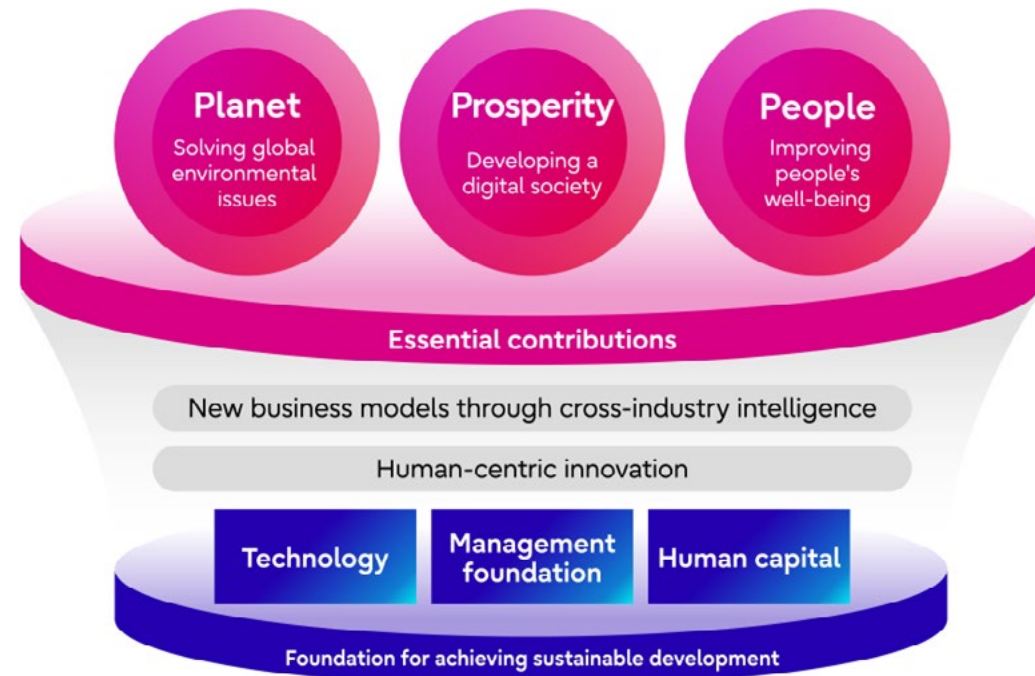 Planet
Solving global
environmental
issues
Prosperity
Developing a
digital society
People
Improving
people's
well-being
Essential contributions
New business models through cross-industry intelligence
Human-centric innovation
Technology
Management
foundation
Human capital
Foundation for achieving sustainable development